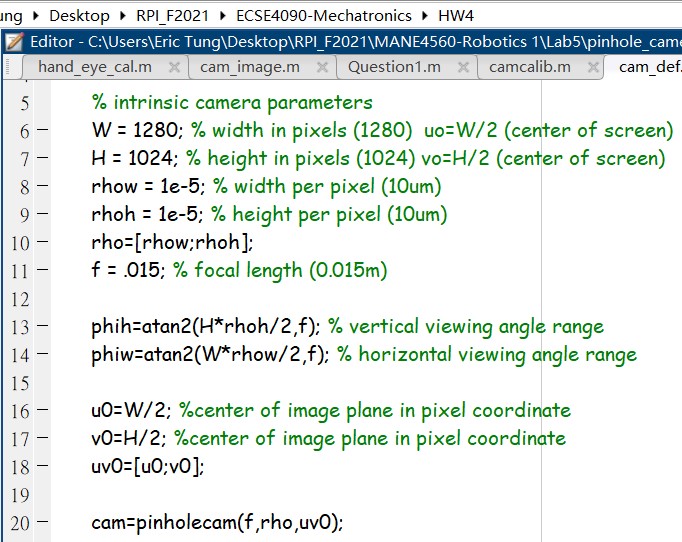 ung ▸ Desktop ▸ RPI_F2021 ▸ ECSE4090-Mechatronics ▸ HW4
Editor - C:\Users\Eric Tung\Desktop\RPI_F2021\MANE4560-Robotics 1\Lab5\pinhole_came
hand_eye_cal.m × cam_image.m × Question1.m × camcalib.m × cam_def.
5 % intrinsic camera parameters
6 – W = 1280; % width in pixels (1280)  uo=W/2 (center of screen)
7 – H = 1024; % height in pixels (1024) vo=H/2 (center of screen)
8 – rhow = 1e-5; % width per pixel (10um)
9 – rhoh = 1e-5; % height per pixel (10um)
10 – rho=[rhow;rhoh];
11 – f = .015; % focal length (0.015m)
12
13 – phih=atan2(H*rhoh/2,f); % vertical viewing angle range
14 – phiw=atan2(W*rhow/2,f); % horizontal viewing angle range
15
16 – u0=W/2; %center of image plane in pixel coordinate
17 – v0=H/2; %center of image plane in pixel coordinate
18 – uv0=[u0;v0];
19
20 – cam=pinholecam(f,rho,uv0);